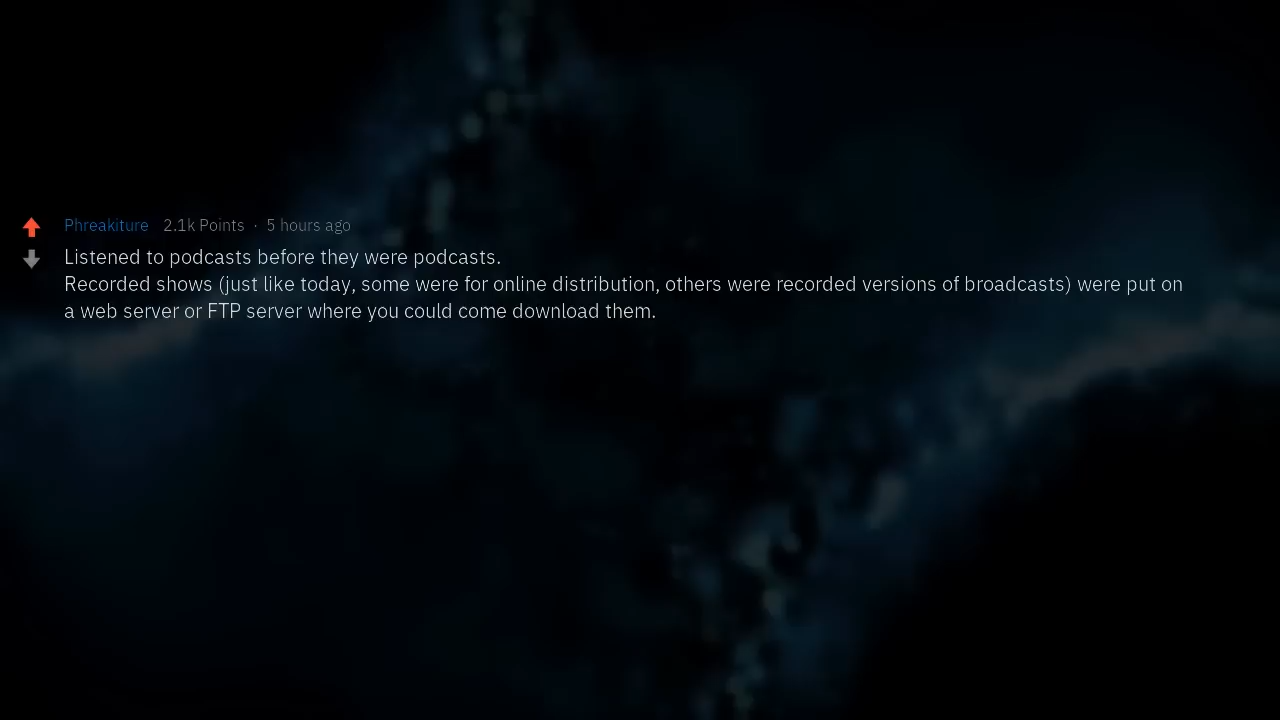 Phreakiture 2.1k Points · 5 hours ago
Listened to podcasts before they were podcasts.
Recorded shows (just like today, some were for online distribution, others were recorded versions of broadcasts) were put on
a web server or FTP server where you could come download them.